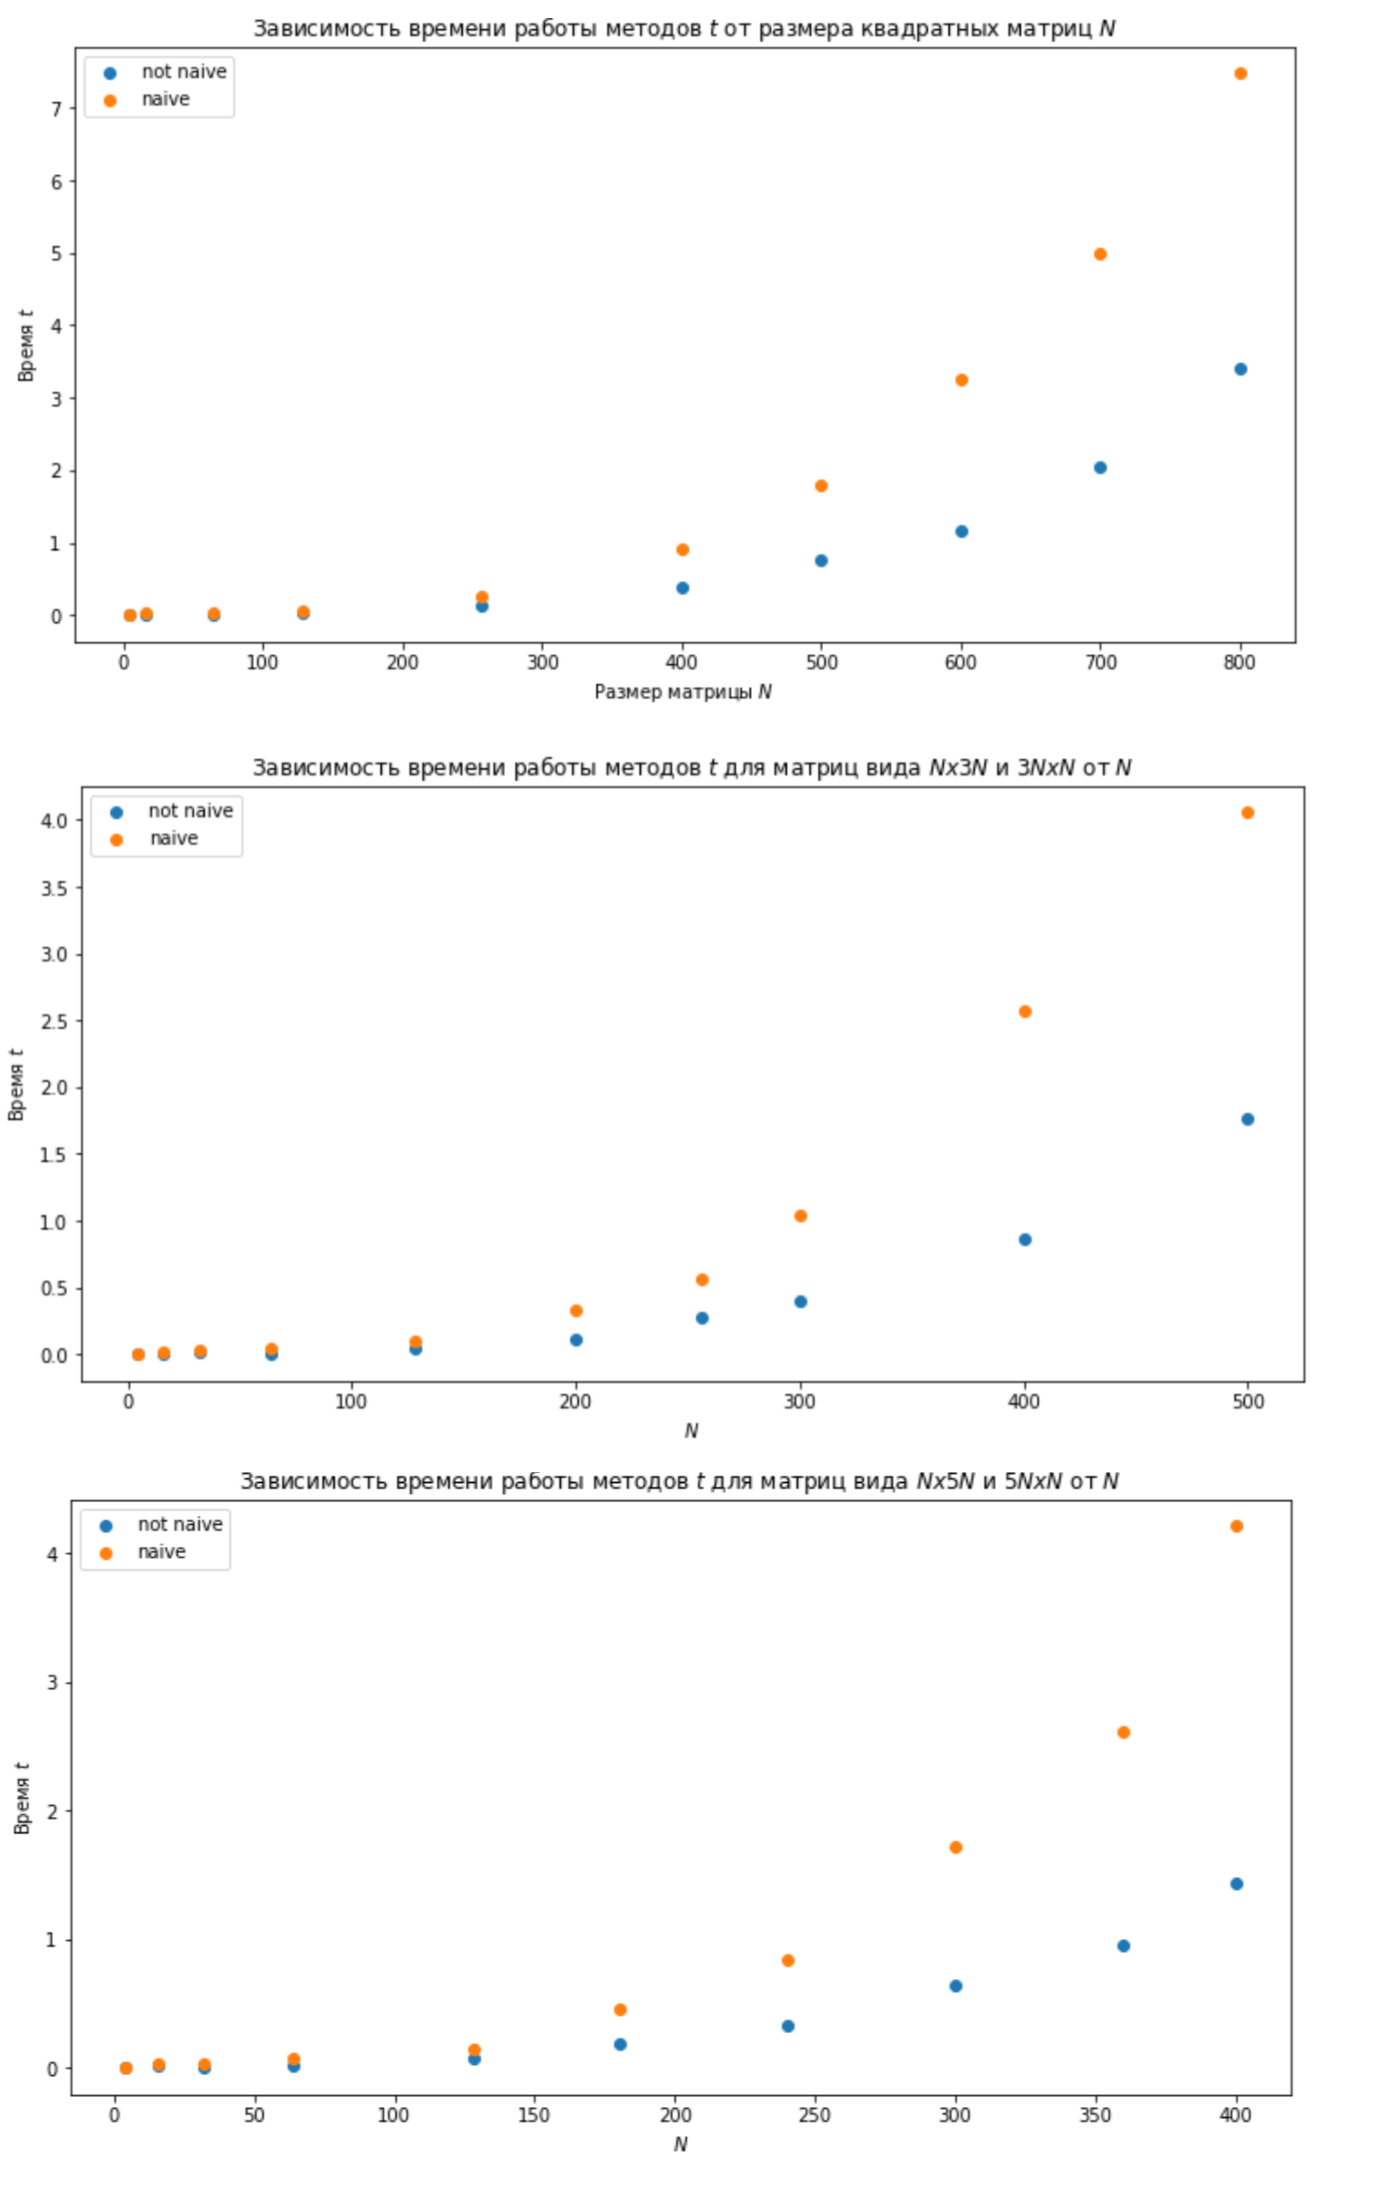 Зависимость времени работы методов t от размера квадратных матриц N
not naive
naive
7
6
5
4
3
2
1
0
Время t
0 100 200 300 400 500 600 700 800
Размер матрицы N
Зависимость времени работы методов t для матриц вида Nx3N и 3NxN от N
not naive
naive
4.0
3.5
3.0
2.5
2.0
1.5
1.0
0.5
0.0
Время t
0 100 200 300 400 500
N
Зависимость времени работы методов t для матриц вида Nx5N и 5NxN от N
not naive
naive
4
3
2
1
0
Время t
0 50 100 150 200 250 300 350 400
N